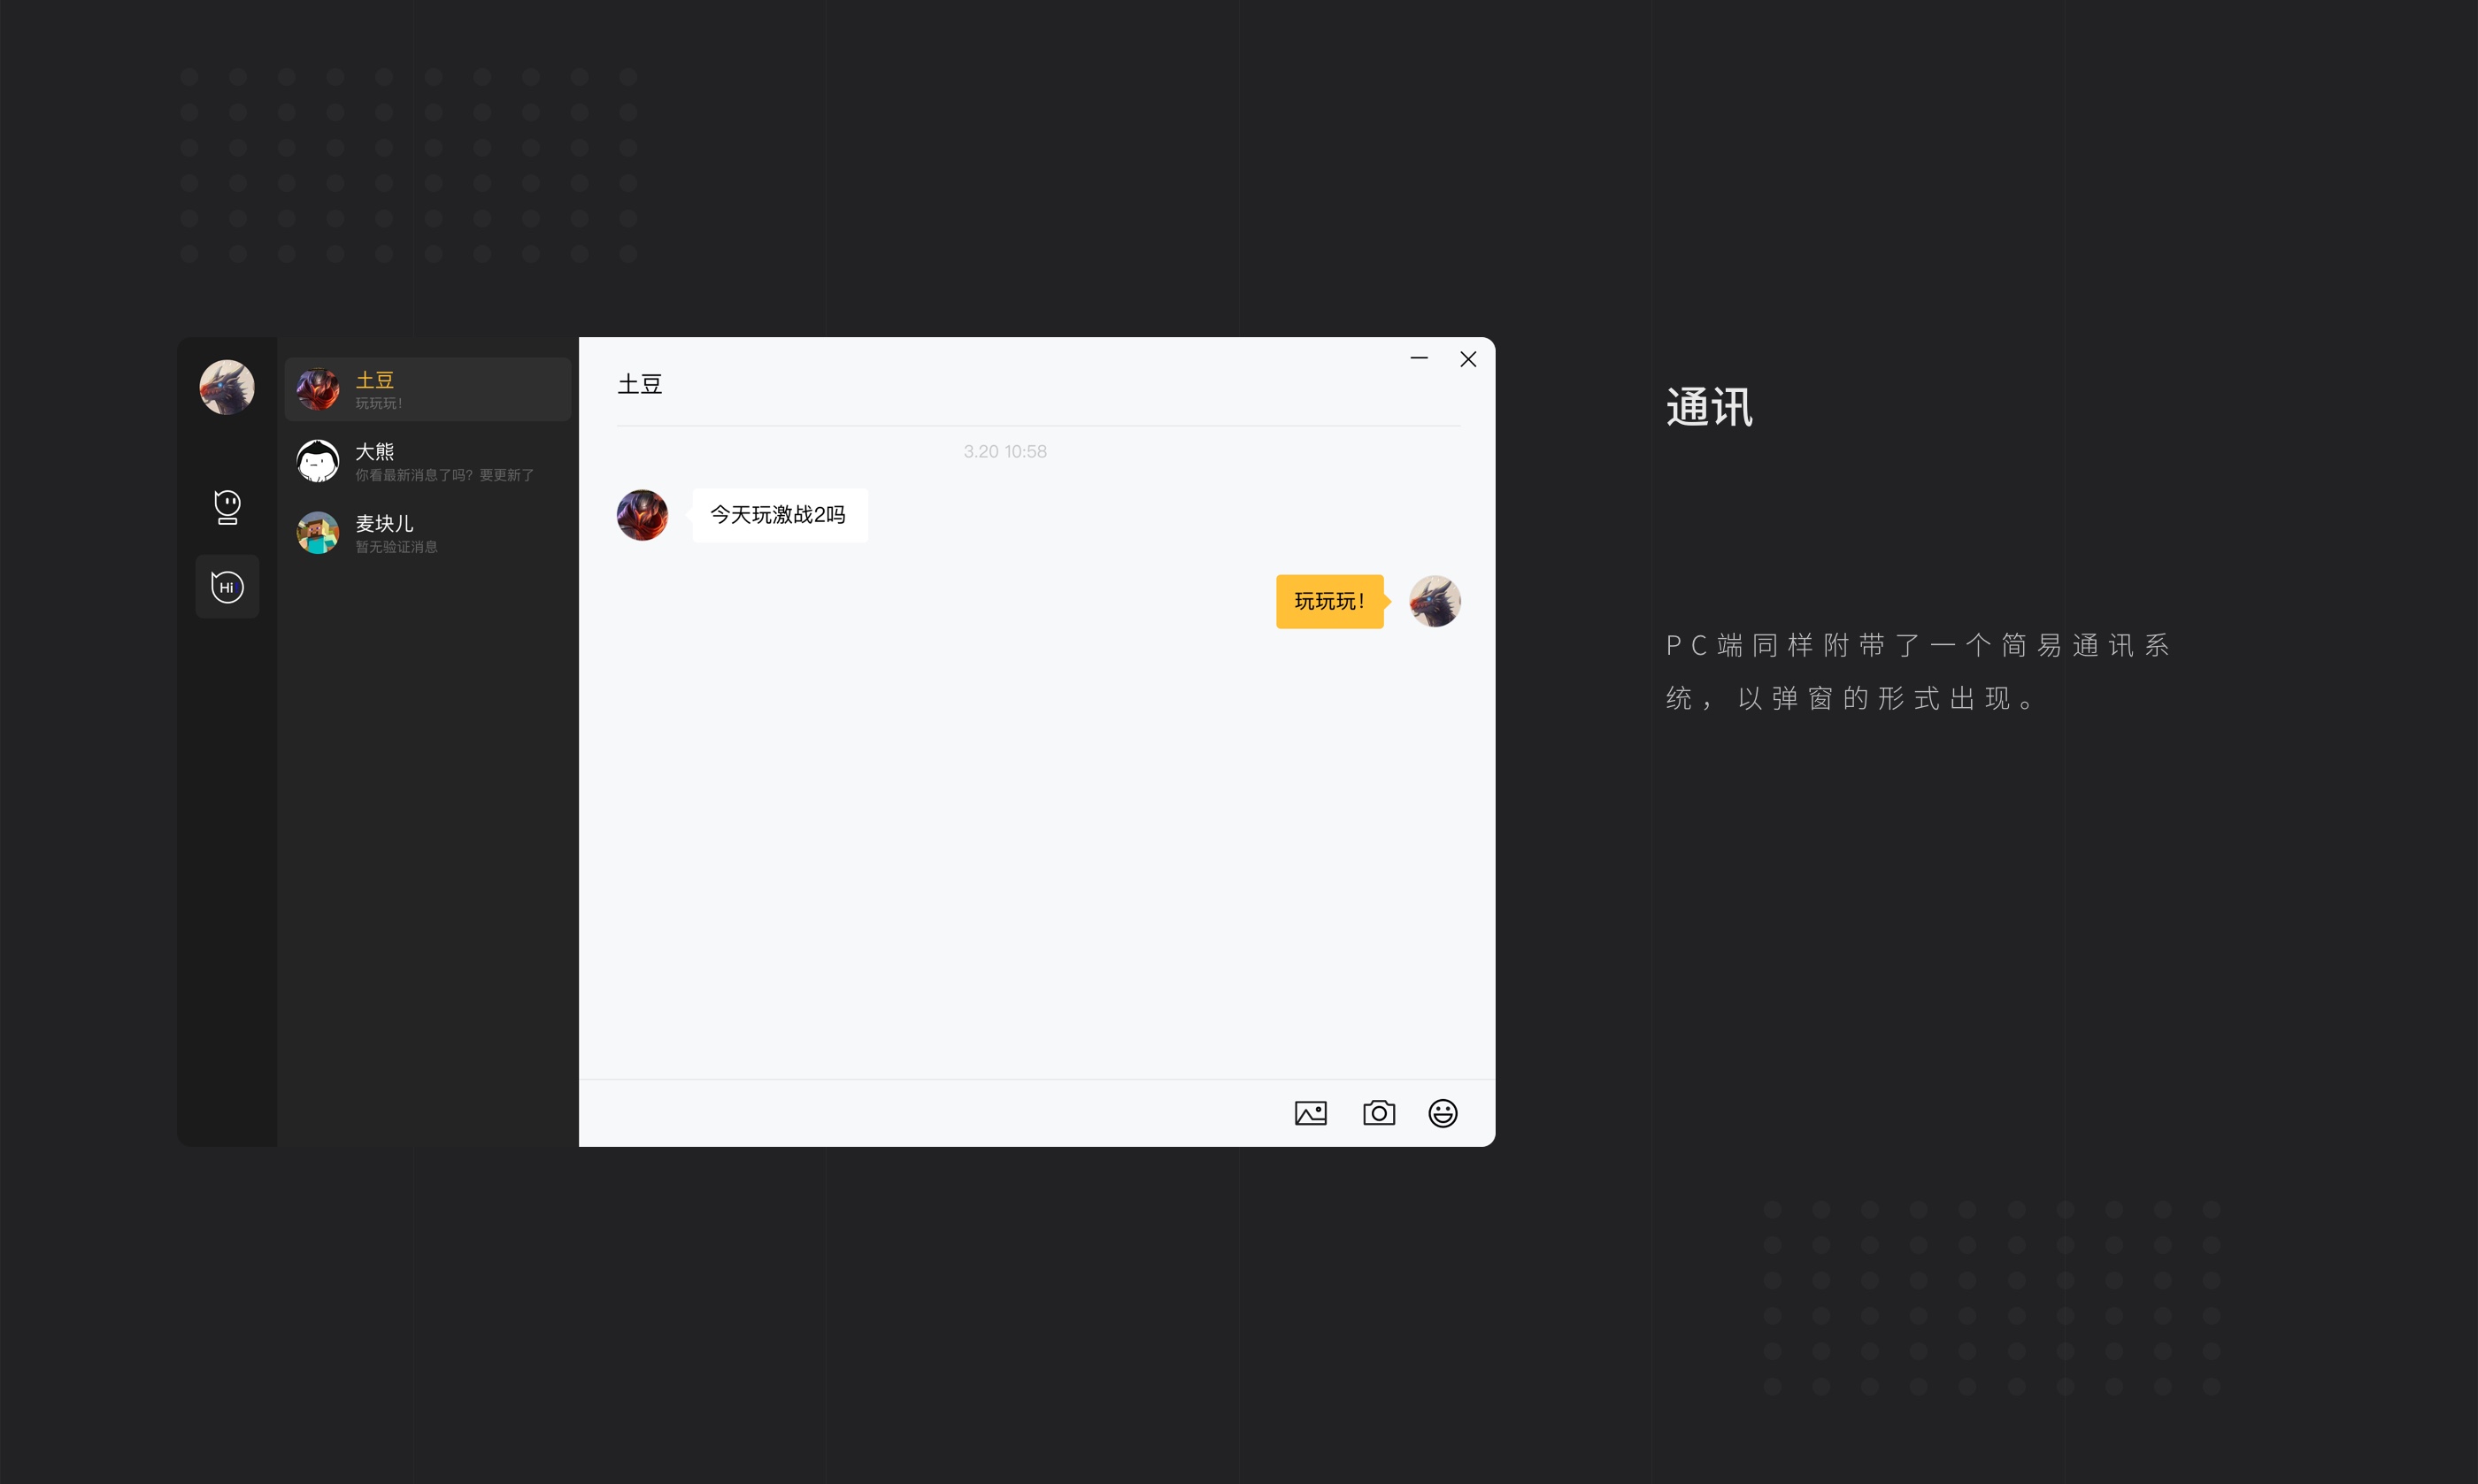 土豆
玩玩玩！
大熊
你看最新消息了吗？要更新了
麦块儿
暂无验证消息
Hi
土豆
3.20 10:58
今天玩激战2吗
玩玩玩！
通讯
PC端同样附带了一个简易通讯系
统，以弹窗的形式出现。